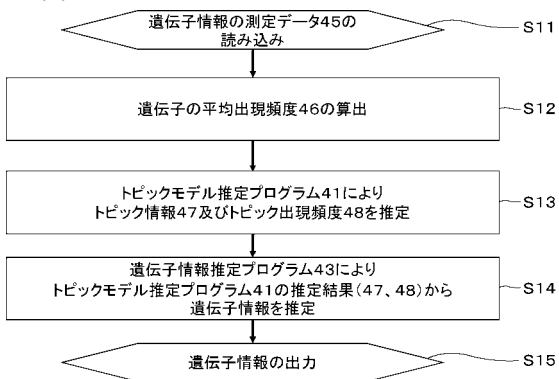 遺伝子情報の測定データ45の
読み込み
S11
遺伝子の平均出現頻度46の算出
S12
トピックモデル推定プログラム41により
トピック情報47及びトピック出現頻度48を推定
S13
遺伝子情報推定プログラム43により
トピックモデル推定プログラム41の推定結果(47、48)から
遺伝子情報を推定
S14
遺伝子情報の出力
S15